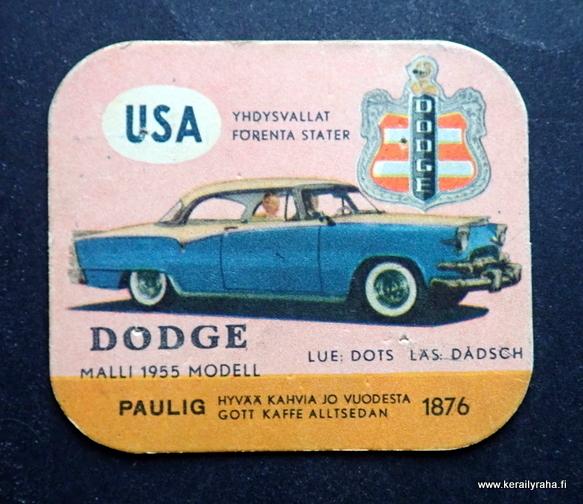 USA
YHDYSVALLAT
FÖRENTA STATER
DODGE
DODGE
MALLI 1955 MODELL
LUE: DOTS LÄS: DÅDSCH
PAULIG
HYVÄÄ KAHVIA JO VUODESTA
GOTT KAFFE ALLTSEDAN
1876
www.kerailyraha.fi